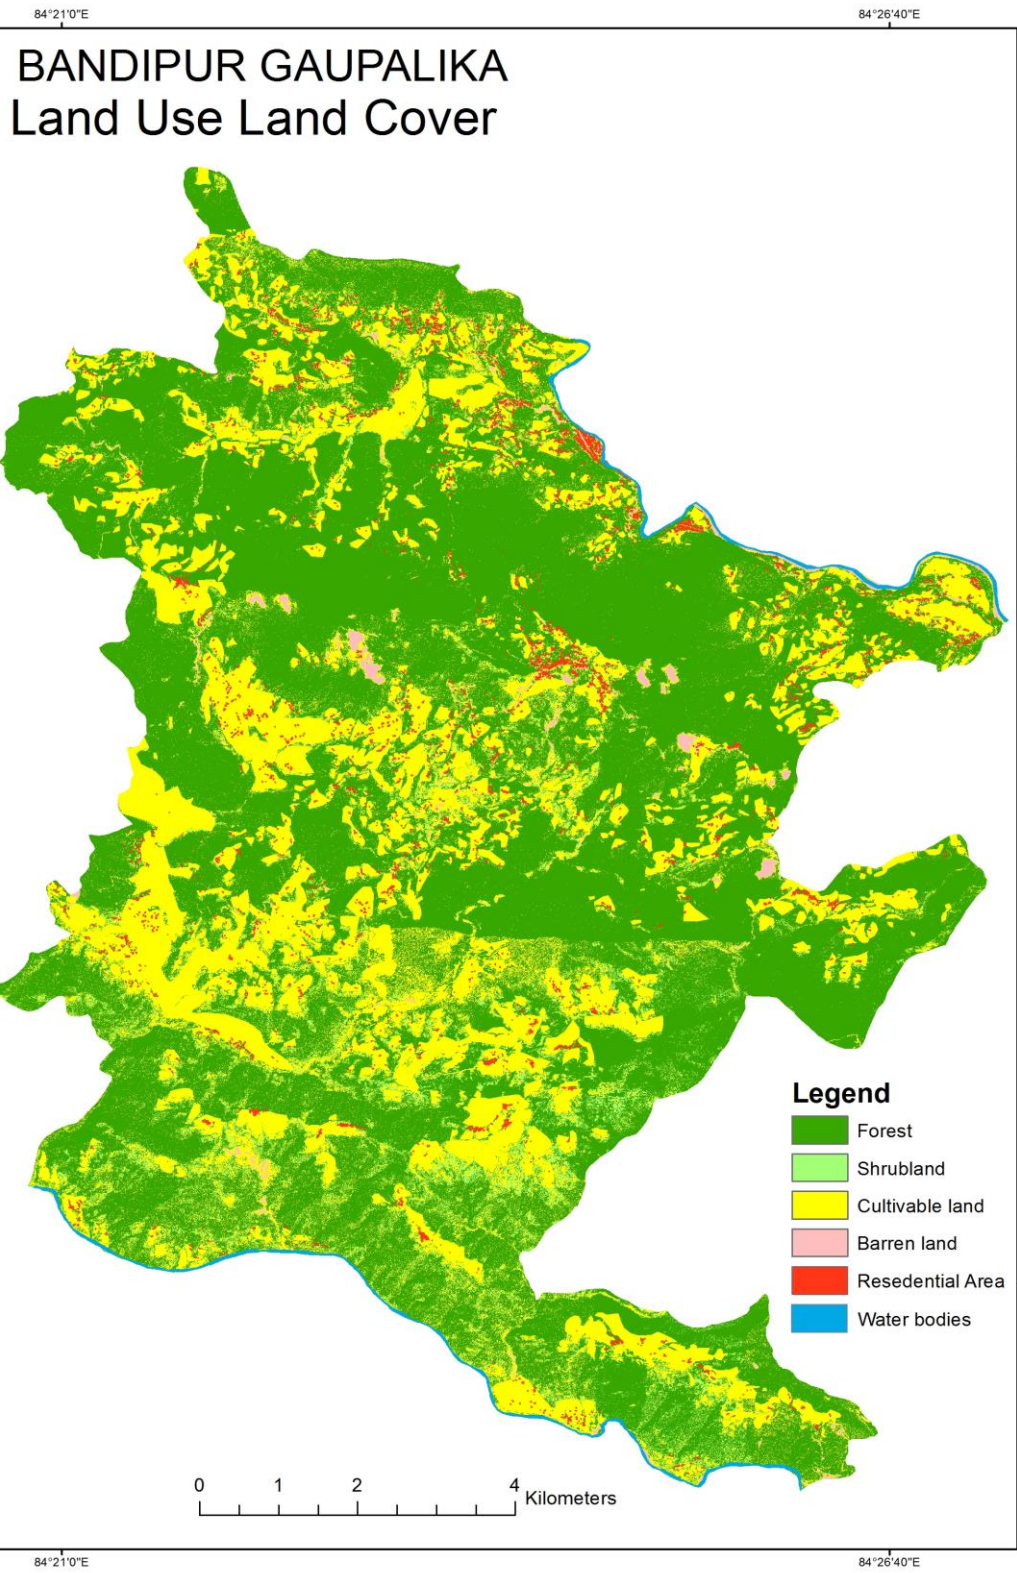 84°21'0"E 84°26'40"E
BANDIPUR GAUPALIKA
Land Use Land Cover
Legend
Forest
Shrubland
Cultivable land
Barren land
Resedential Area
Water bodies
0 1 2 4 Kilometers
84°21'0"E 84°26'40"E